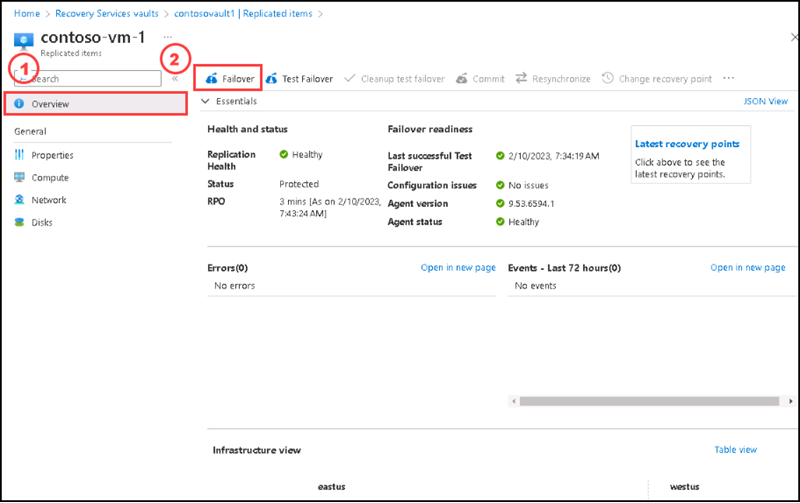 Home > Recovery Services vaults > contosovault1 | Replicated items >
contoso-vm-1 ...
Replicated items
1
2
Search
«
Failover
Test Failover
Cleanup test failover
Commit
Resynchronize
Change recovery point
...
Overview
General
Properties
Compute
Network
Disks
Essentials
JSON View
Health and status
Replication
Health
Healthy
Status
Protected
RPO
3 mins [As on 2/10/2023,
7:43:24 AM]
Failover readiness
Last successful Test
Failover
2/10/2023, 7:34:19 AM
Configuration issues
No issues
Agent version
9.53.6594.1
Agent status
Healthy
Latest recovery points
Click above to see the
latest recovery points.
Errors(0)
Open in new page
No errors
Events - Last 72 hours(0)
Open in new page
No events
Infrastructure view
Table view
eastus
westus